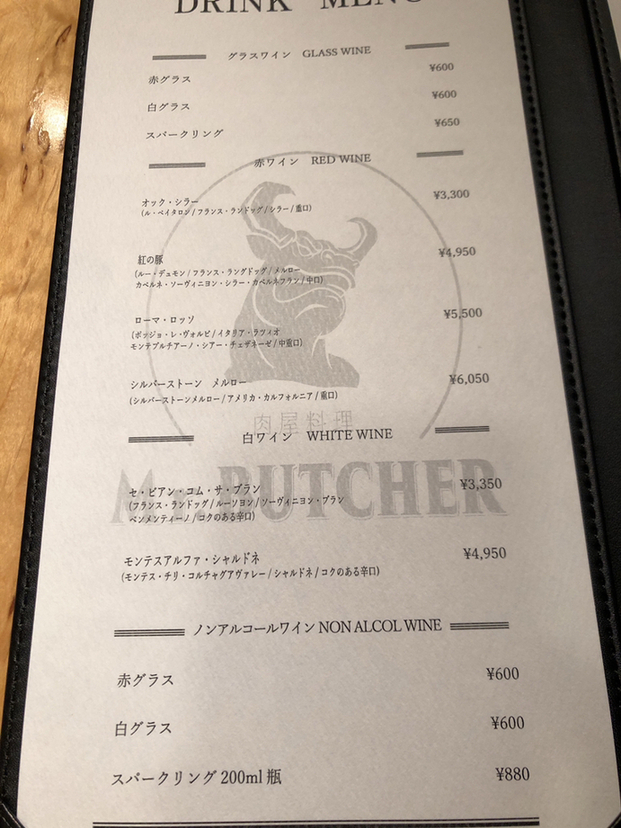 DRINK MENU
グラスワイン GLASS WINE
赤グラス ¥600
白グラス ¥600
スパークリング ¥650
赤ワイン RED WINE
オック・シラー ¥3,300
(ル・ペイタロン/フランス・ランドッグ/シラー/重口)
紅の豚 ¥4,950
(ルー・デュモン/フランス・ラングドッグ/メルロー
カベルネ・ソーヴィニヨン・シラー・カベルネフラン/中口)
ローマ・ロッソ ¥5,500
(ポッジョ・レ・ヴォルピ/イタリア・ラツィオ
モンテプルチアーノ・シアー・チェザネーゼ/中重口)
シルバーストーン メルロー ¥6,050
(シルバーストーンメルロー/アメリカ・カルフォルニア/重口)
肉屋料理
白ワイン WHITE WINE
BUTCHER
セ・ビアン・コム・サ・ブラン ¥3,350
(フランス・ランドッグ/ルーソヨン/ソーヴィニヨン・ブラン
ベンメンティーノ/コクのある辛口)
モンテスアルファ・シャルドネ ¥4,950
(モンテス・チリ・コルチャグアヴァレー/シャルドネ/コクのある辛口)
ノンアルコールワイン NON ALCOL WINE
赤グラス ¥600
白グラス ¥600
スパークリング 200ml 瓶 ¥880